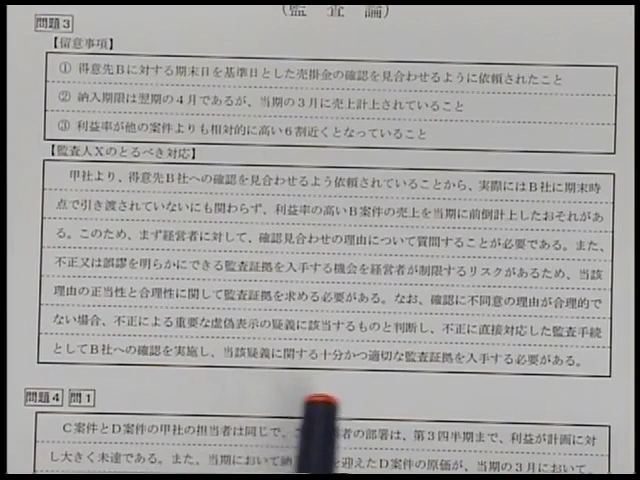 （監 査 論）
問題3
【留意事項】
① 得意先Bに対する期末日を基準日とした売掛金の確認を見合わせるように依頼されたこと
② 納入期限は翌期の4月であるが、当期の3月に売上計上されていること
③ 利益率が他の案件よりも相対的に高い6割近くとなっていること
【監査人Xのとるべき対応】
甲社より、得意先B社への確認を見合わせるよう依頼されていることから、実際にはB社に期末時
点で引き渡されていないにも関わらず、利益率の高いB案件の売上を当期に前倒計上したおそれがあ
る。このため、まず経営者に対して、確認見合わせの理由について質問することが必要である。また、
不正又は誤謬を明らかにできる監査証拠を入手する機会を経営者が制限するリスクがあるため、当該
理由の正当性と合理性に関して監査証拠を求める必要がある。なお、確認に不同意の理由が合理的で
ない場合、不正による重要な虚偽表示の疑義に該当するものと判断し、不正に直接対応した監査手続
としてB社への確認を実施し、当該疑義に関する十分かつ適切な監査証拠を入手する必要がある。
問題4 問1
C案件とD案件の甲社の担当者は同じで、 者の部署は、第3四半期まで、利益が計画に対
し大きく未達である。また、当期において納 を迎えたD案件の原価が、当期の3月において、